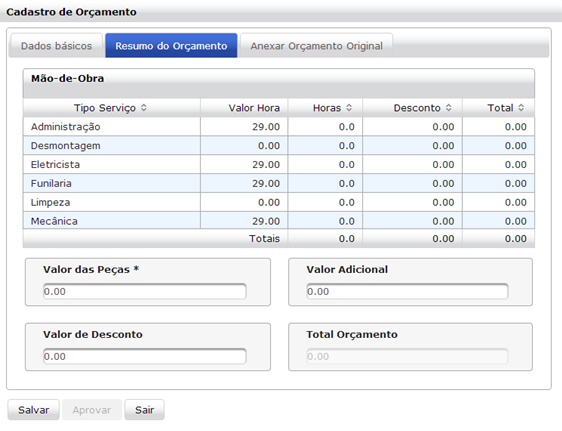 Cadastro de Orçamento
Dados básicos Resumo do Orçamento Anexar Orçamento Original
Mão-de-Obra
Tipo Serviço Valor Hora Horas Desconto Total
Administração 29.00 0.0 0.00 0.00
Desmontagem 0.00 0.0 0.00 0.00
Eletricista 29.00 0.0 0.00 0.00
Funilaria 29.00 0.0 0.00 0.00
Limpeza 0.00 0.0 0.00 0.00
Mecânica 29.00 0.0 0.00 0.00
Totais 0.0 0.00 0.00
Valor das Peças * Valor Adicional
0.00 0.00
Valor de Desconto Total Orçamento
0.00 0.00
Salvar Aprovar Sair